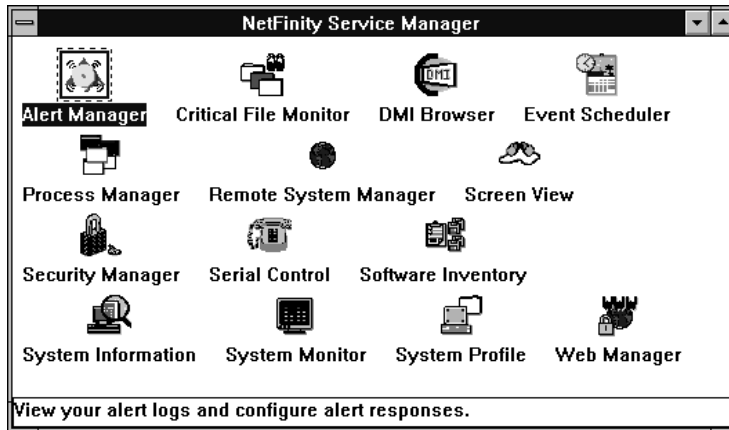 NetFinity Service Manager
DMI
WWW
Alert Manager Critical File Monitor DMI Browser Event Scheduler
Process Manager Remote System Manager Screen View
Security Manager Serial Control Software Inventory
System Information System Monitor System Profile Web Manager
View your alert logs and configure alert responses.